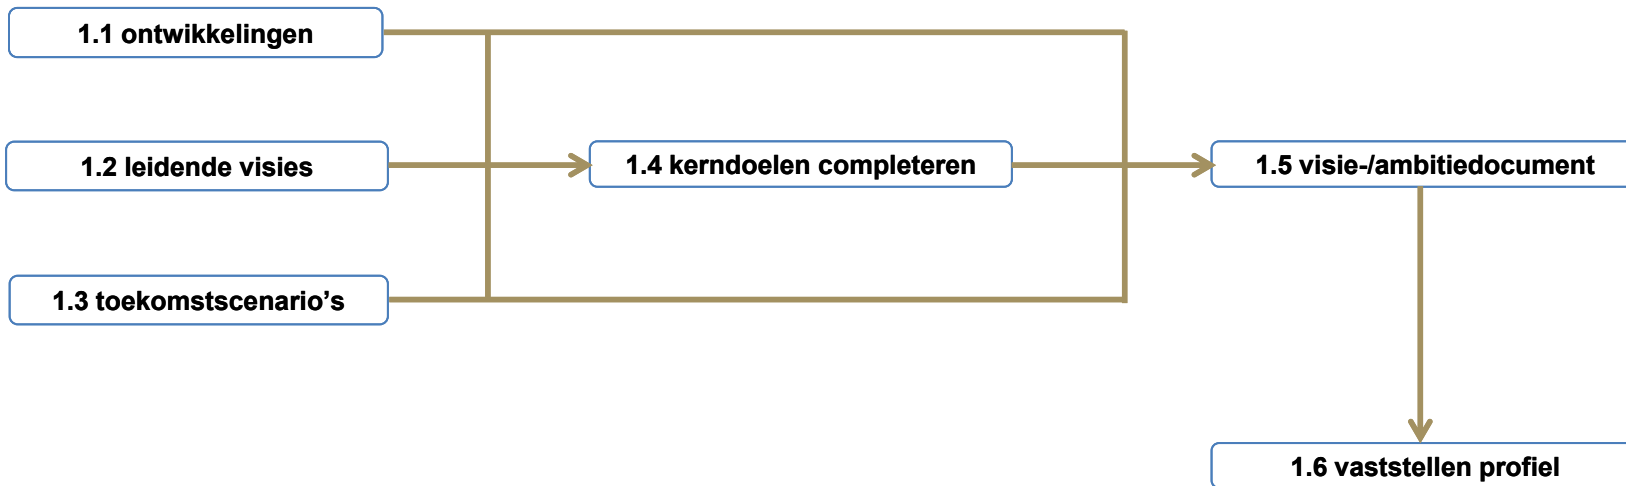 1.1 ontwikkelingen
1.2 leidende visies
1.4 kerndoelen completeren
1.5 visie-/ambitiedocument
1.3 toekomstscenario’s
1.6 vaststellen profiel